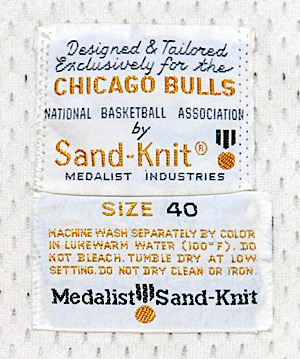 Designed & Tailored
Exclusively for the
CHICAGO BULLS
NATIONAL BASKETBALL ASSOCIATION
by
Sand-Knit®
MEDALIST INDUSTRIES
SIZE 40
MACHINE WASH SEPARATELY BY COLOR
IN LUKEWARM WATER (100°F). DO
NOT BLEACH. TUMBLE DRY AT LOW
SETTING. DO NOT DRY CLEAN OR IRON.
Medalist Sand-Knit